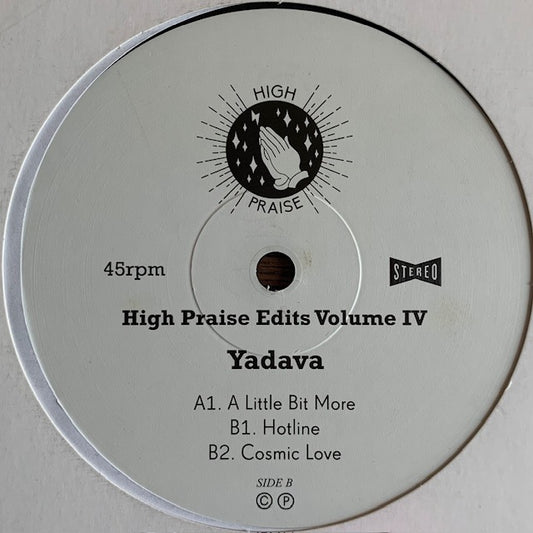 HIGH
PRAISE
45rpm
STEREO
High Praise Edits Volume IV
Yadava
A1. A Little Bit More
B1. Hotline
B2. Cosmic Love
SIDE B
© ℗